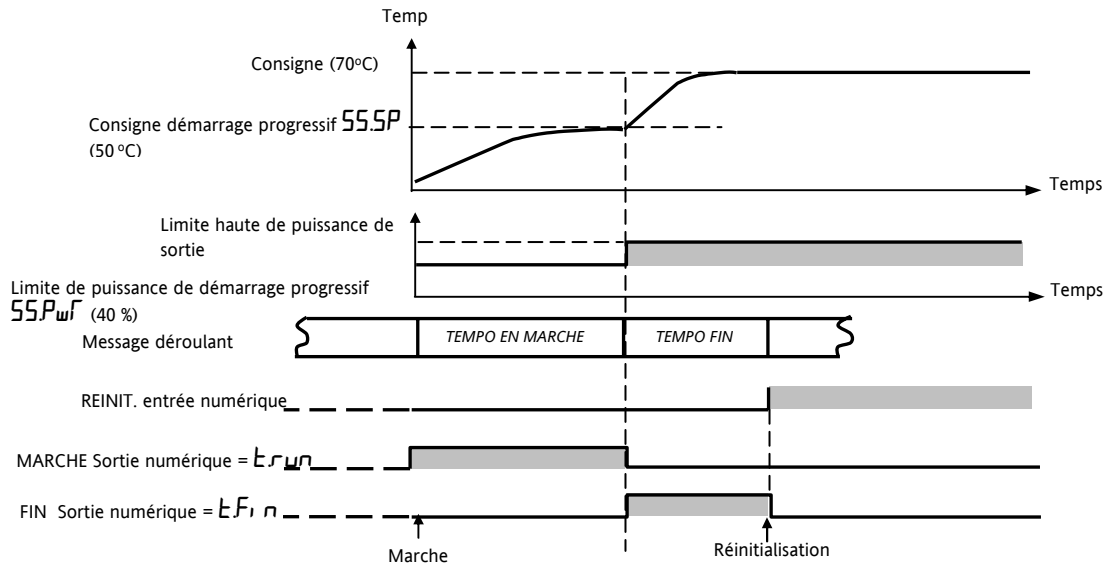 Temp
Consigne (70°C)
Consigne démarrage progressif SS.SP
(50 °C)
Temps
Limite haute de puissance de
sortie
Limite de puissance de démarrage progressif
SS.PwT (40 %)
Temps
Message déroulant
TEMPO EN MARCHE
TEMPO FIN
REINIT. entrée numérique
MARCHE Sortie numérique = t.run
FIN Sortie numérique = t.Fin
Marche
Réinitialisation